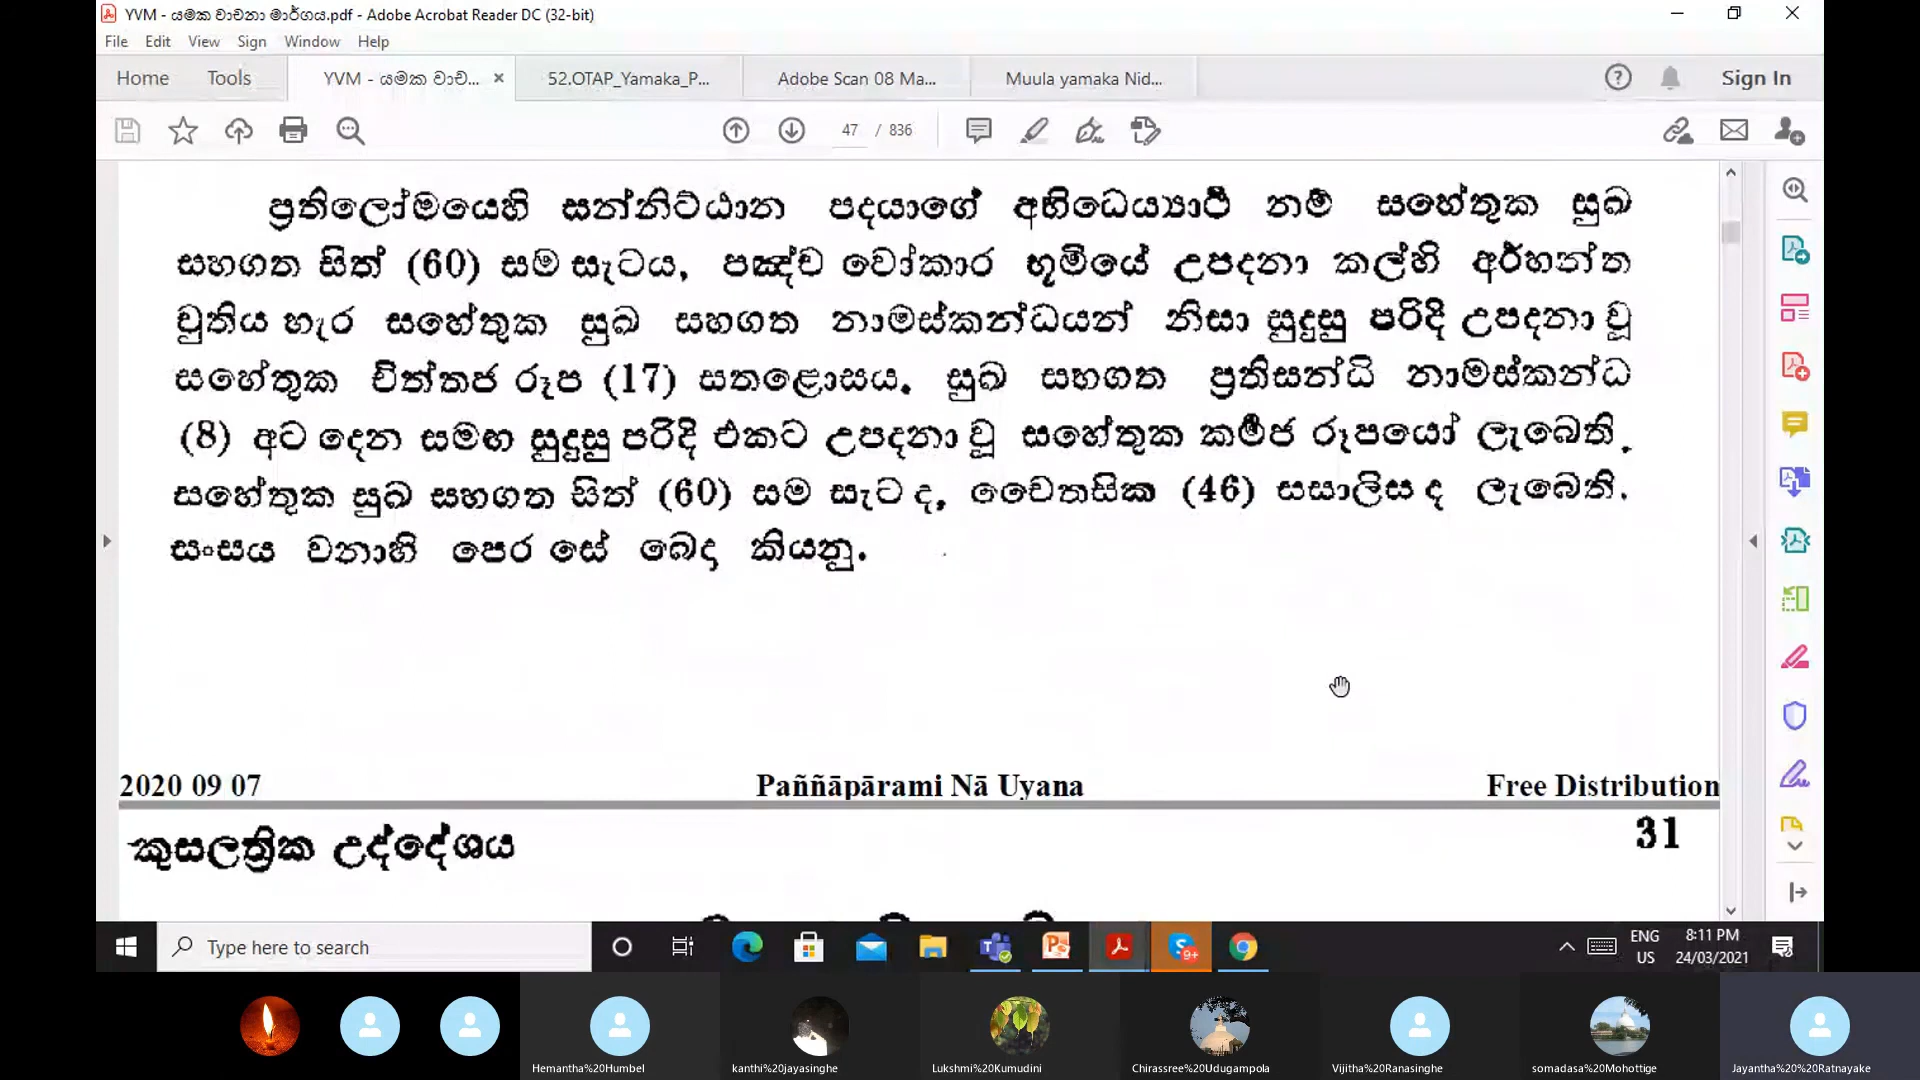 YVM - යමක වාචනා මාර්ගය.pdf - Adobe Acrobat Reader DC (32-bit)
File Edit View Sign Window Help
Home Tools YVM - යමක වාච... × 52.OTAP_Yamaka_P... Adobe Scan 08 Ma... Muula yamaka Nid... Sign In
47 / 836
ප්‍රතිලෝමයෙහි සන්නිට්ඨාන පදයාගේ අභිධෙය්‍යාර්ථ නම් සහේතුක සුඛ
සහගත සිත් (60) සම සැටය, පඤ්ච වෝකාර භූමියේ උපදනා කල්හි අර්හන්ත
චුතිය හැර සහේතුක සුඛ සහගත නාමස්කන්ධයන් නිසා සුදුසු පරිදි උපදනා වූ
සහේතුක චිත්තජ රූප (17) සතළොසය. සුඛ සහගත ප්‍රතිසන්ධි නාමස්කන්ධ
(8) අට දෙන සමඟ සුදුසු පරිදි එකට උපදනා වූ සහේතුක කර්මජ රූපයෝ ලැබෙති.
සහේතුක සුඛ සහගත සිත් (60) සම සැට ද, චෛතසික (46) සසාලිස ද ලැබෙති.
සංසය වනාහි පෙර සේ බෙදා කියනු.
2020 09 07 Paññāpārami Nā Uyana Free Distribution
කුසලත්‍රික උද්දේශය 31
Type here to search 9+ ENG US 8:11 PM 24/03/2021
Hemantha%20Humbel kanthi%20jayasinghe Lukshmi%20Kumudini Chirassree%20Udugampola Vijitha%20Ranasinghe somadasa%20Mohottige Jayantha%20%20Ratnayake